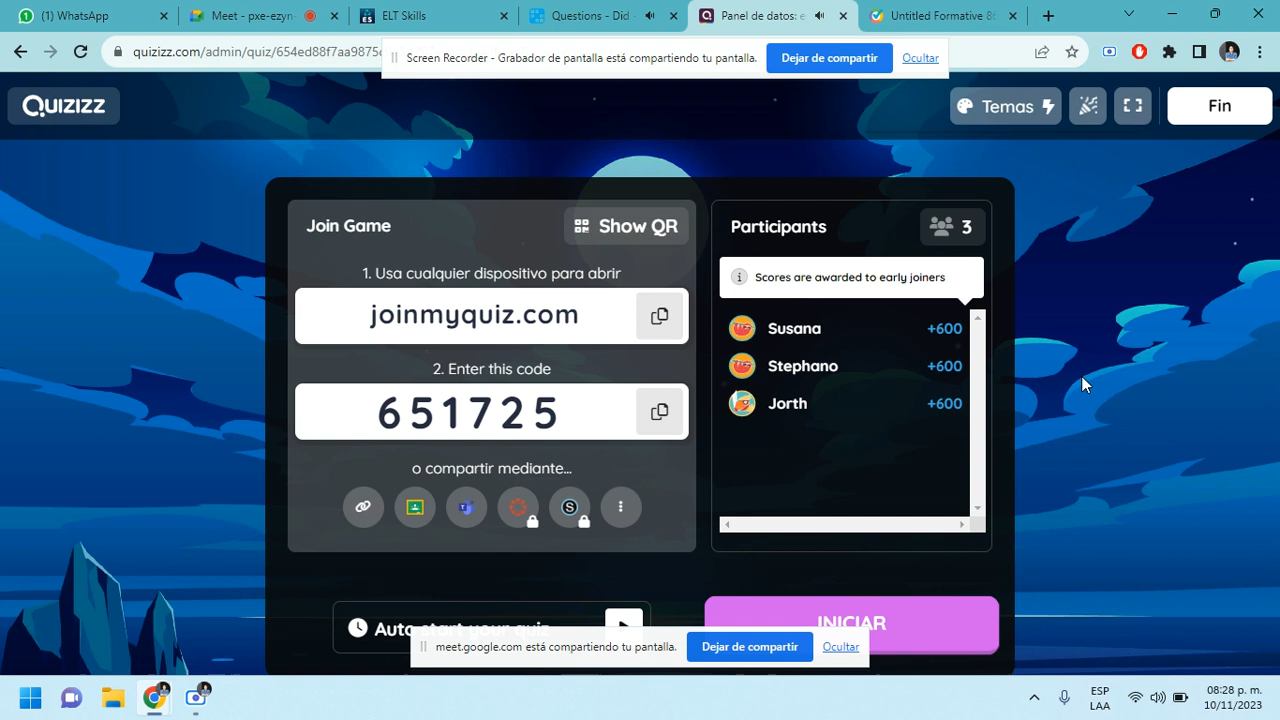 (1) WhatsApp
Meet - pxe-ezyn-
ELT Skills
Questions - Did
Panel de datos: e
Untitled Formative 8
quizizz.com/admin/quiz/654ed88f7aa9875
Screen Recorder - Grabador de pantalla está compartiendo tu pantalla.
Dejar de compartir
Ocultar
QUIZIZZ
Temas
Fin
Join Game
Show QR
1. Usa cualquier dispositivo para abrir
joinmyquiz.com
2. Enter this code
651725
o compartir mediante...
Participants
3
Scores are awarded to early joiners
Susana +600
Stephano +600
Jorth +600
Auto start your quiz
INICIAR
meet.google.com está compartiendo tu pantalla.
Dejar de compartir
Ocultar
ESP
LAA
08:28 p. m.
10/11/2023